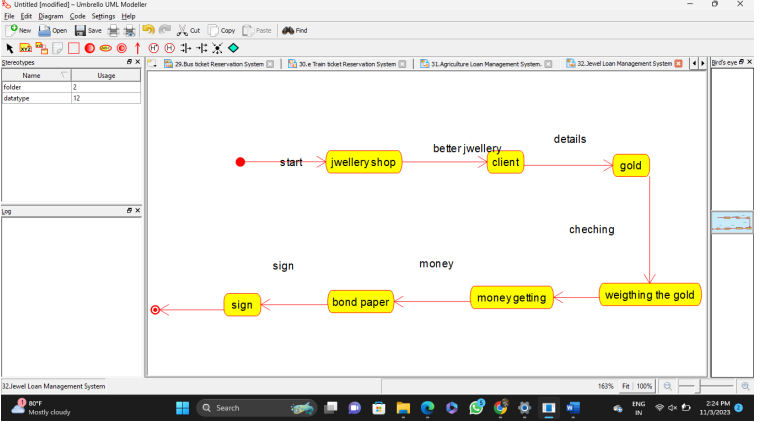 Untitled [modified] – Umbrello UML Modeller
File Edit Diagram Code Settings Help
New Open Save Cut Copy Paste Find
Stereotypes
Name Usage
folder 2
datatype 12
Log
29.Bus ticket Reservation System 30.e Train ticket Reservation System 31.Agriculture Loan Management System. 32.Jewel Loan Management System
Bird's eye
start
jwellery shop
better jwellery
client
details
gold
cheching
weigthing the gold
money getting
money
bond paper
sign
sign
32.Jewel Loan Management System
163% Fit 100%
80°F
Mostly cloudy
Search
ENG
IN
2:24 PM
11/3/2023
2